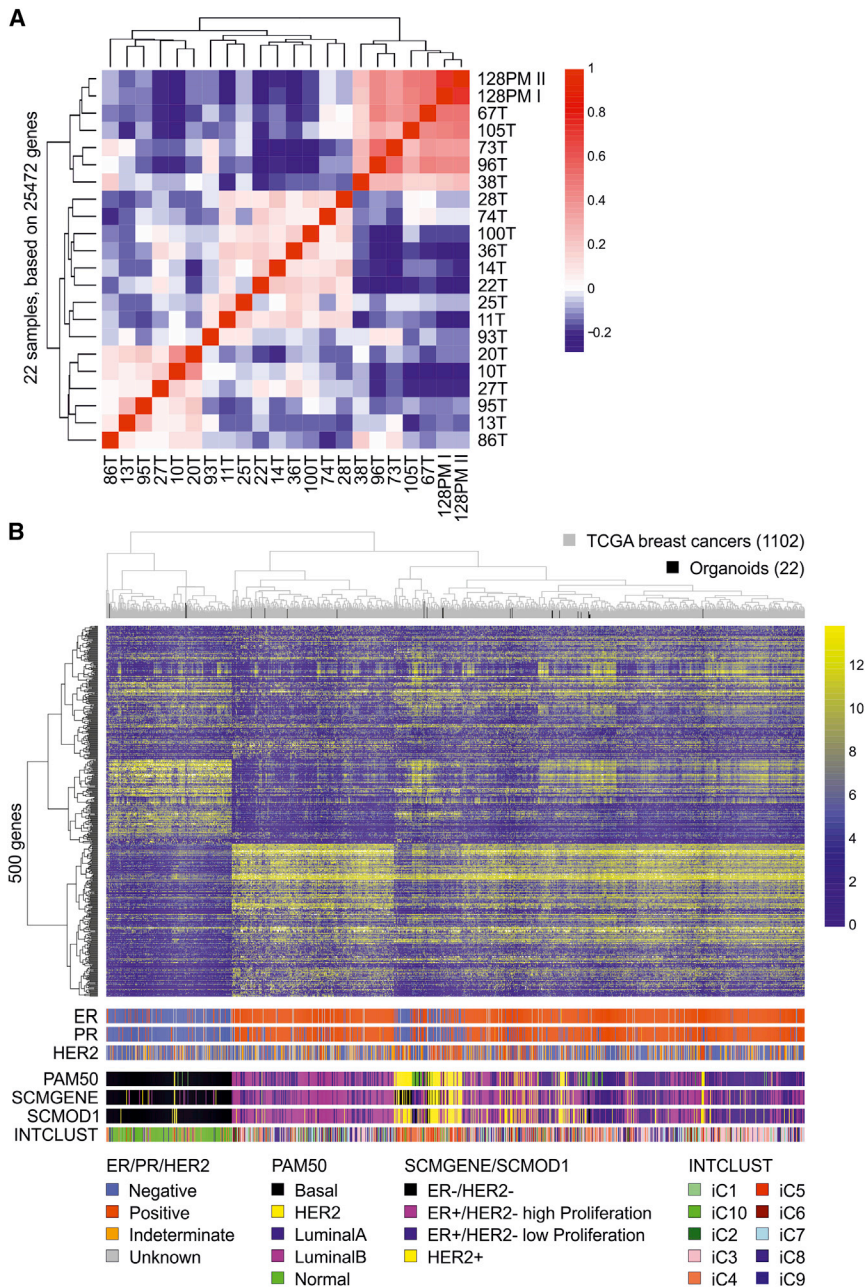 A
22 samples, based on 25472 genes
128PM II
128PM I
67T
105T
73T
96T
38T
28T
74T
100T
36T
14T
22T
25T
11T
93T
20T
10T
27T
95T
13T
86T
1
0.8
0.6
0.4
0.2
0
−0.2
86T
13T
95T
27T
10T
20T
93T
11T
25T
22T
14T
36T
100T
74T
28T
38T
96T
73T
105T
67T
128PM I
128PM II
B
TCGA breast cancers (1102)
Organoids (22)
500 genes
12
10
8
6
4
2
0
ER
PR
HER2
PAM50
SCMGENE
SCMOD1
INTCLUST
ER/PR/HER2
Negative
Positive
Indeterminate
Unknown
PAM50
Basal
HER2
LuminalA
LuminalB
Normal
SCMGENE/SCMOD1
ER-/HER2-
ER+/HER2- high Proliferation
ER+/HER2- low Proliferation
HER2+
INTCLUST
iC1
iC10
iC2
iC3
iC4
iC5
iC6
iC7
iC8
iC9